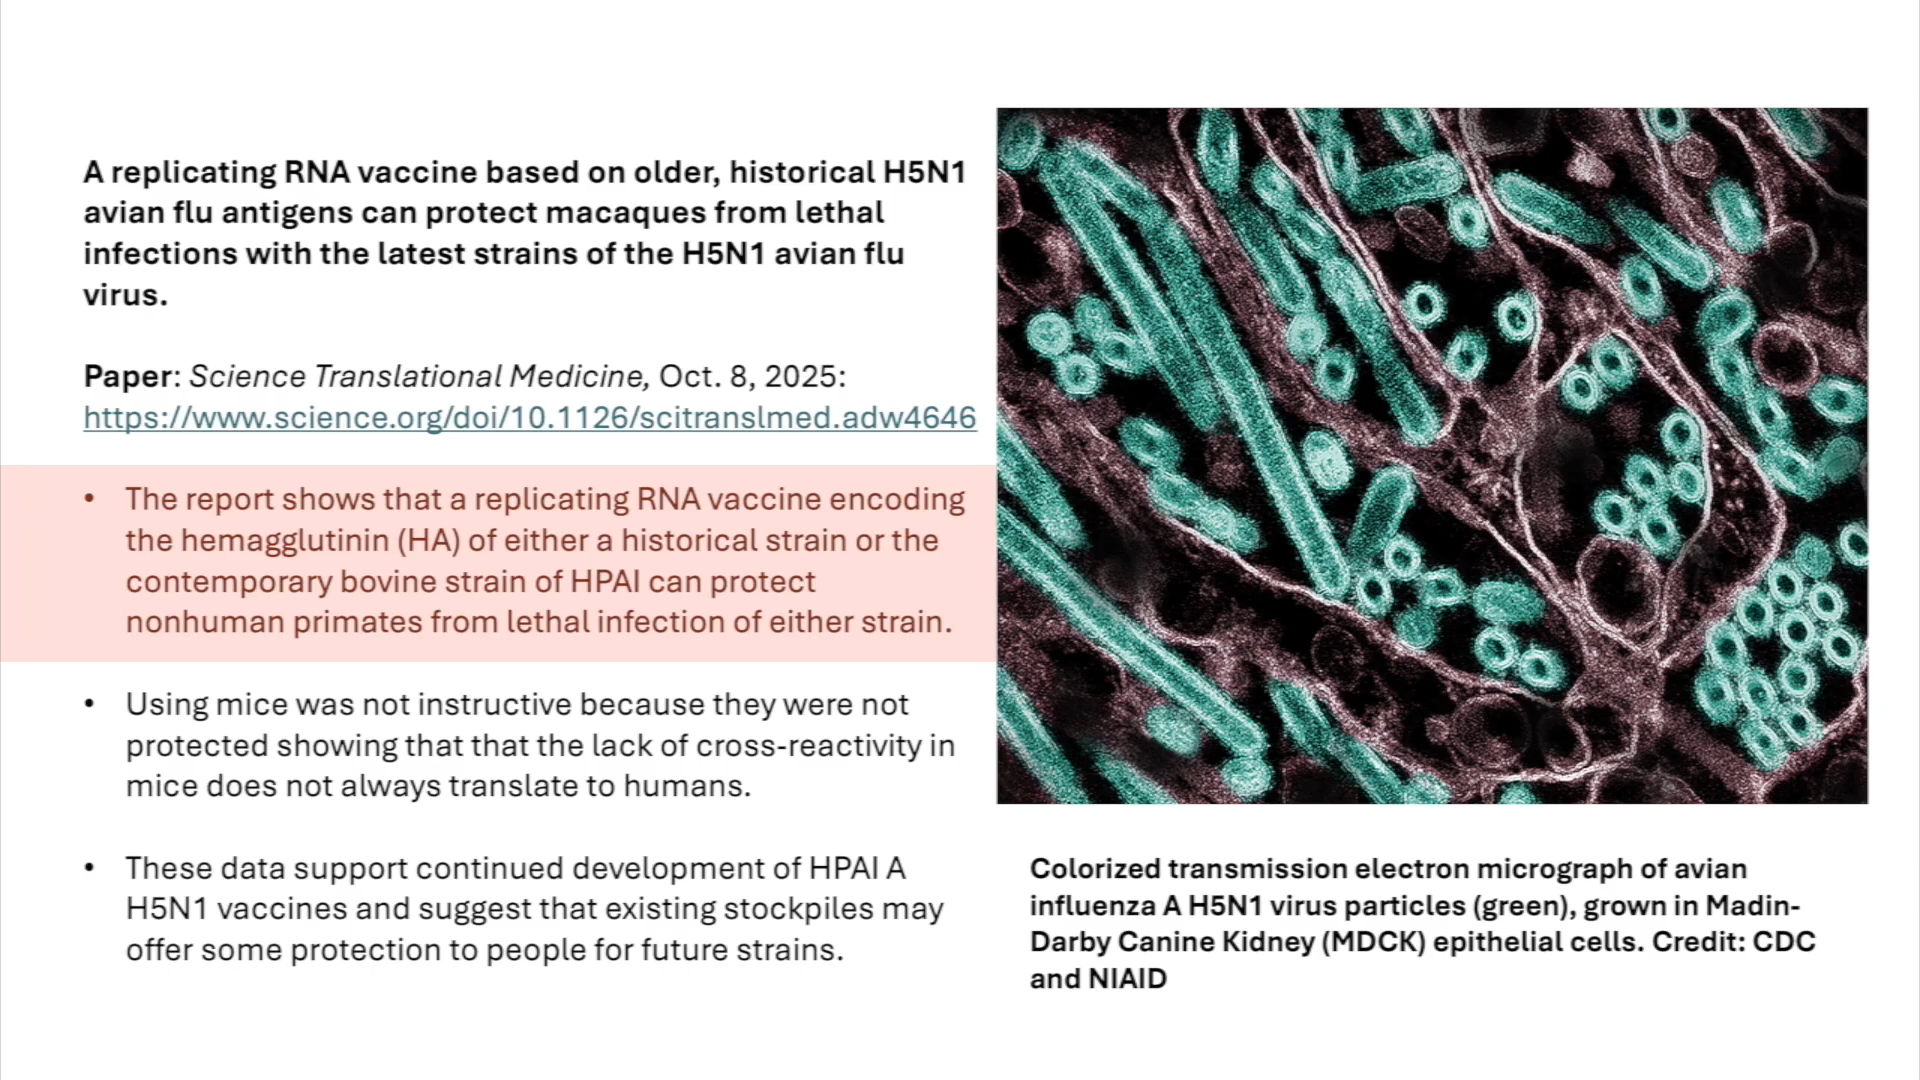 A replicating RNA vaccine based on older, historical H5N1
avian flu antigens can protect macaques from lethal
infections with the latest strains of the H5N1 avian flu
virus.
Paper: Science Translational Medicine, Oct. 8, 2025:
https://www.science.org/doi/10.1126/scitranslmed.adw4646
• The report shows that a replicating RNA vaccine encoding
the hemagglutinin (HA) of either a historical strain or the
contemporary bovine strain of HPAI can protect
nonhuman primates from lethal infection of either strain.
• Using mice was not instructive because they were not
protected showing that that the lack of cross-reactivity in
mice does not always translate to humans.
• These data support continued development of HPAI A
H5N1 vaccines and suggest that existing stockpiles may
offer some protection to people for future strains.
Colorized transmission electron micrograph of avian
influenza A H5N1 virus particles (green), grown in Madin-
Darby Canine Kidney (MDCK) epithelial cells. Credit: CDC
and NIAID